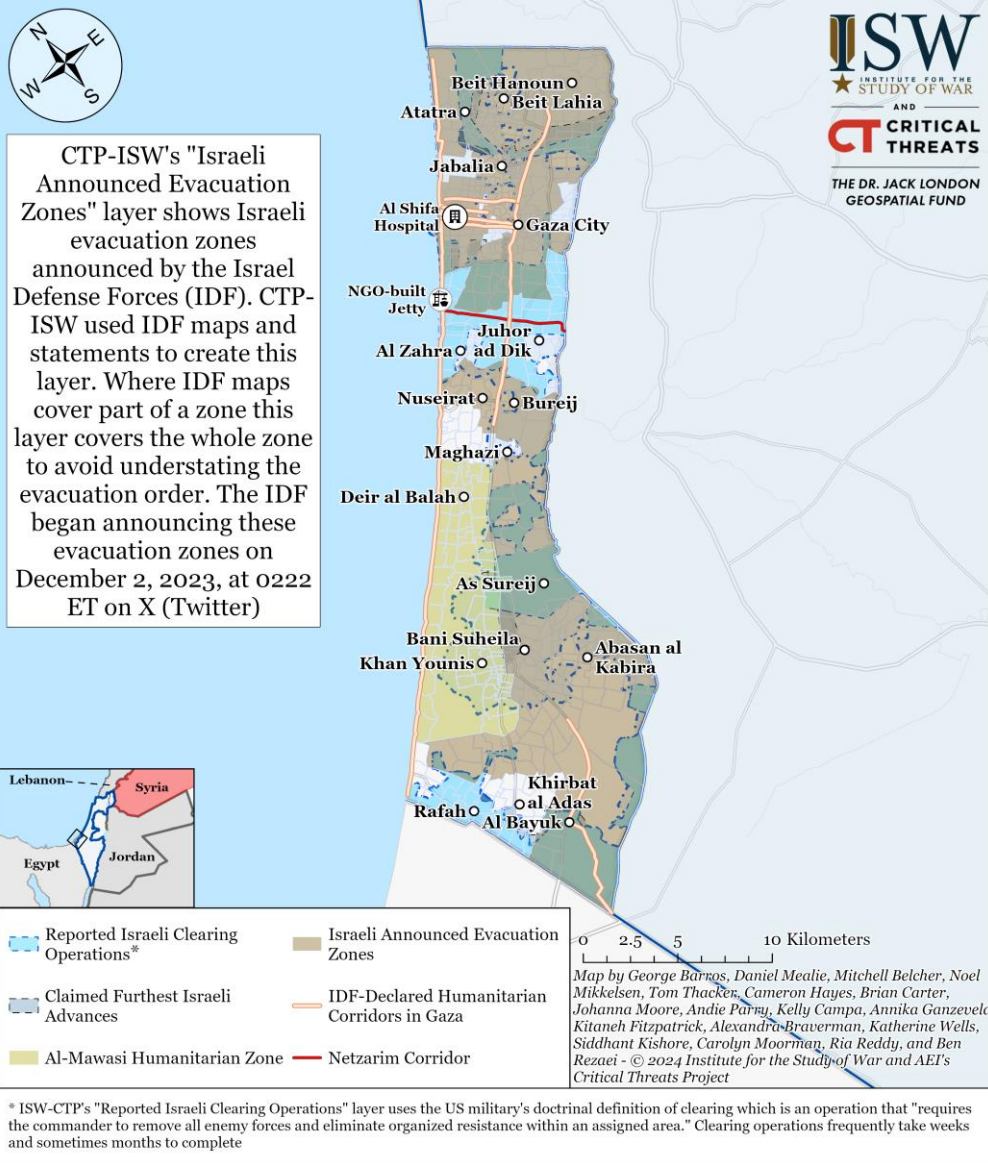 N
E
W
S
ISW
INSTITUTE FOR THE
STUDY OF WAR
AND
CT CRITICAL
THREATS
THE DR. JACK LONDON
GEOSPATIAL FUND
CTP-ISW's "Israeli
Announced Evacuation
Zones" layer shows Israeli
evacuation zones
announced by the Israel
Defense Forces (IDF). CTP-
ISW used IDF maps and
statements to create this
layer. Where IDF maps
cover part of a zone this
layer covers the whole zone
to avoid understating the
evacuation order. The IDF
began announcing these
evacuation zones on
December 2, 2023, at 0222
ET on X (Twitter)
Beit Hanoun
Beit Lahia
Atatra
Jabalia
Al Shifa
Hospital
Gaza City
NGO-built
Jetty
Juhor
ad Dik
Al Zahra
Nuseirat
Bureij
Maghazi
Deir al Balah
As Sureij
Bani Suheila
Abasan al
Kabira
Khan Younis
Khirbat
al Adas
Rafah
Al Bayuk
Lebanon
Syria
Egypt
Jordan
Reported Israeli Clearing
Operations*
Israeli Announced Evacuation
Zones
Claimed Furthest Israeli
Advances
IDF-Declared Humanitarian
Corridors in Gaza
Al-Mawasi Humanitarian Zone
Netzarim Corridor
0 2.5 5 10 Kilometers
Map by George Barros, Daniel Mealie, Mitchell Belcher, Noel
Mikkelsen, Tom Thacker, Cameron Hayes, Brian Carter,
Johanna Moore, Andie Parry, Kelly Campa, Annika Ganzeveld
Kitaneh Fitzpatrick, Alexandra Braverman, Katherine Wells,
Siddhant Kishore, Carolyn Moorman, Ria Reddy, and Ben
Rezaei - © 2024 Institute for the Study of War and AEI's
Critical Threats Project
* ISW-CTP's "Reported Israeli Clearing Operations" layer uses the US military's doctrinal definition of clearing which is an operation that "requires
the commander to remove all enemy forces and eliminate organized resistance within an assigned area." Clearing operations frequently take weeks
and sometimes months to complete